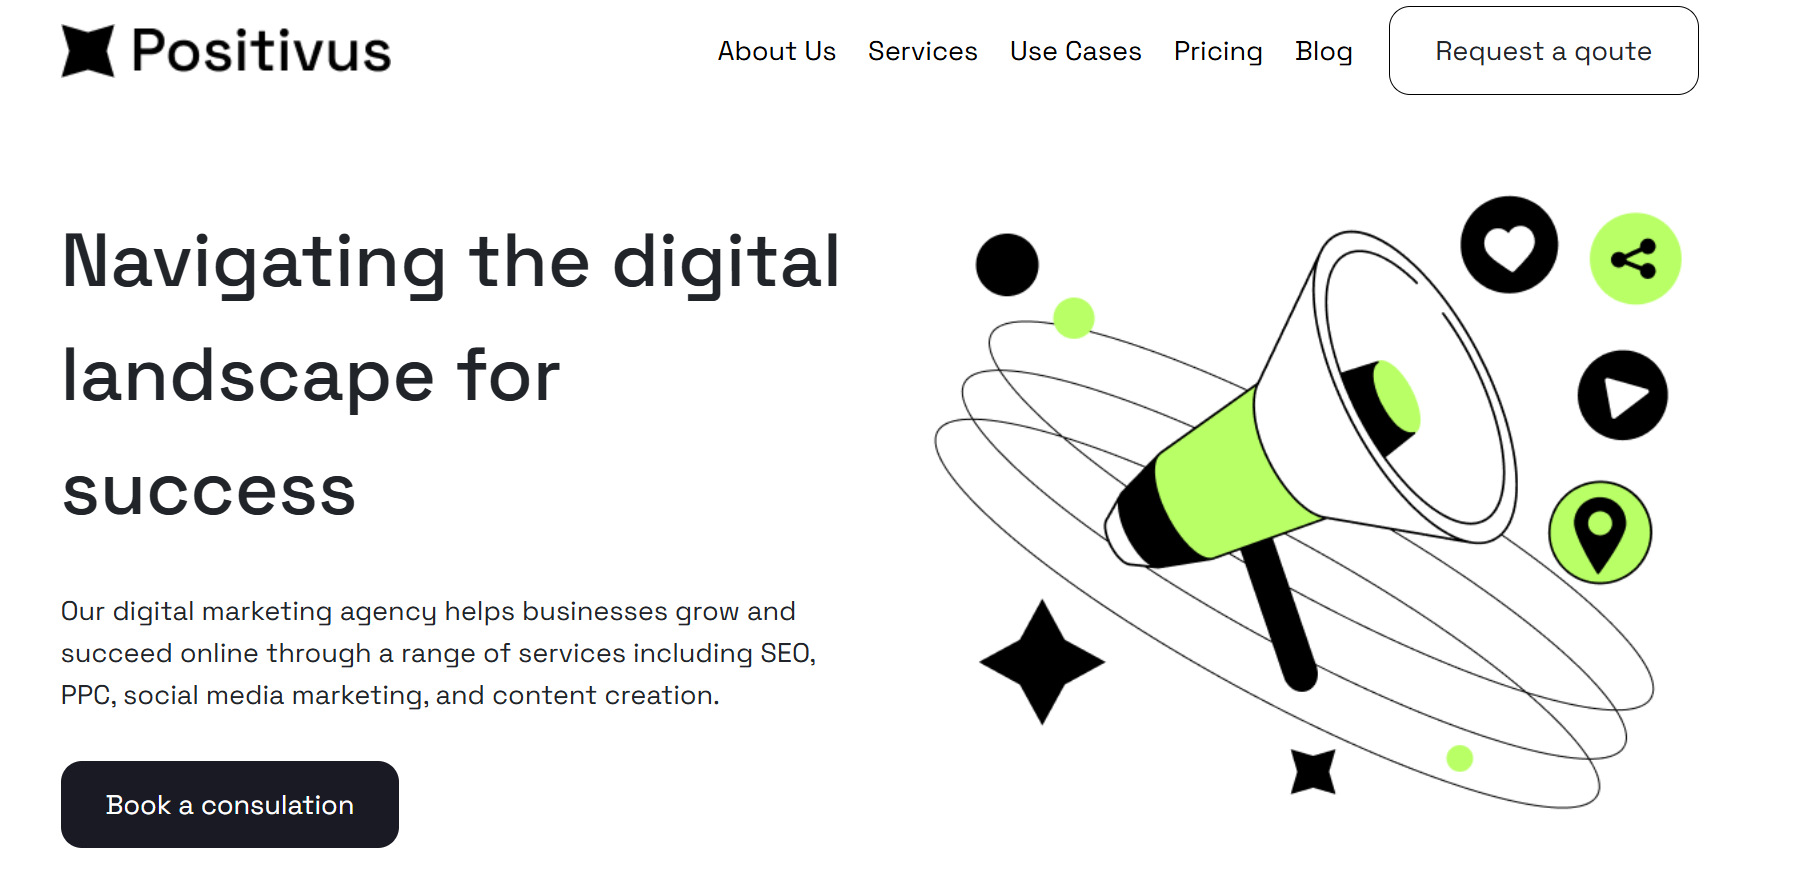 Positivus
About Us Services Use Cases Pricing Blog Request a qoute
Navigating the digital
landscape for
success
Our digital marketing agency helps businesses grow and
succeed online through a range of services including SEO,
PPC, social media marketing, and content creation.
Book a consulation